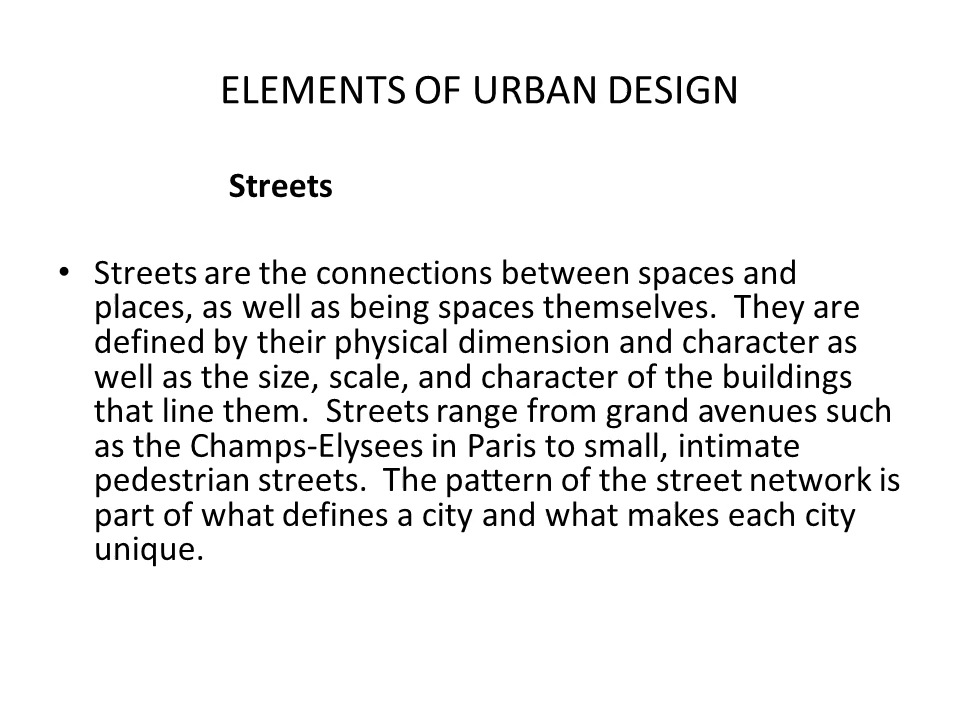 ELEMENTS OF URBAN DESIGN
Streets
• Streets are the connections between spaces and
places, as well as being spaces themselves.  They are
defined by their physical dimension and character as
well as the size, scale, and character of the buildings
that line them.  Streets range from grand avenues such
as the Champs-Elysees in Paris to small, intimate
pedestrian streets.  The pattern of the street network is
part of what defines a city and what makes each city
unique.